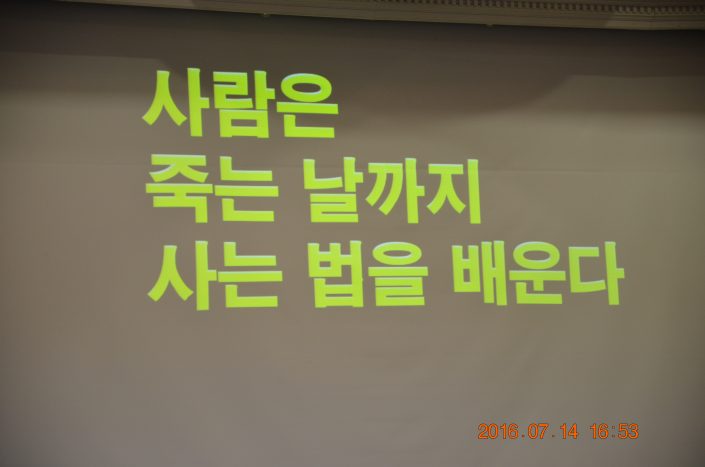 사람은
죽는 날까지
사는 법을 배운다
2016.07.14 16:53